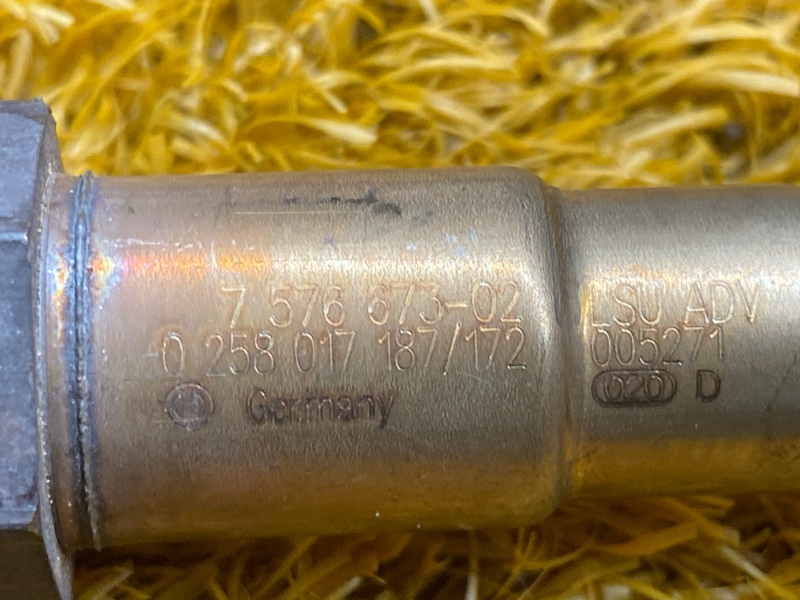 7 576 673-02
0 258 017 187/172
Germany
LSU ADV
005271
020 D